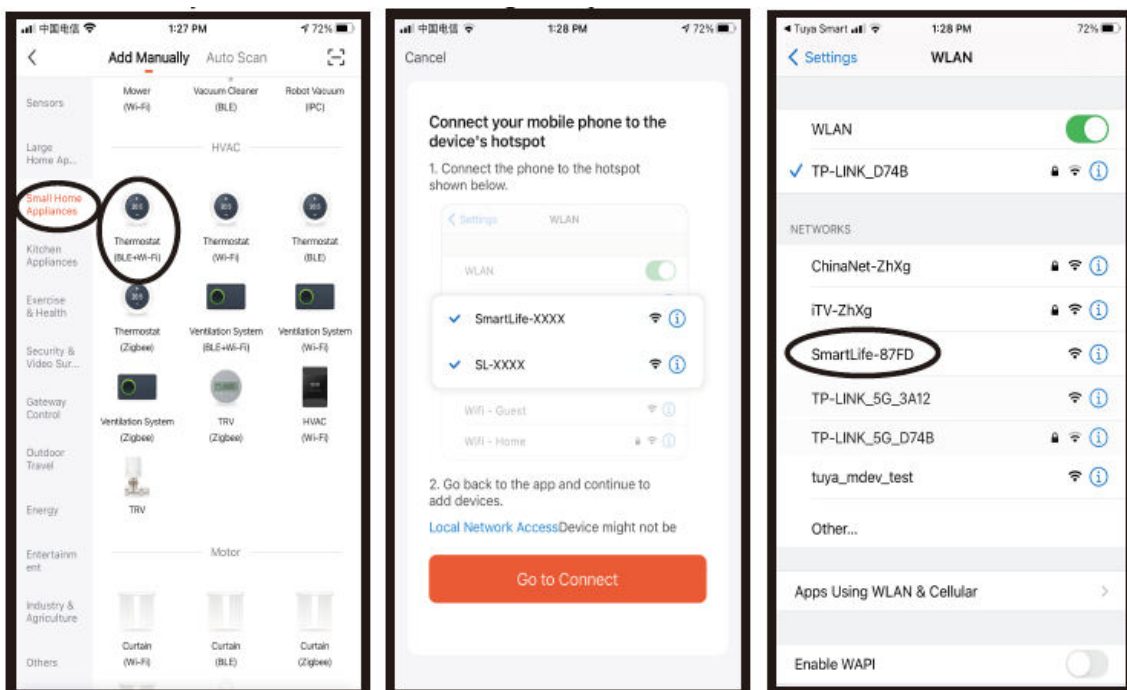 中国电信
1:27 PM
72%
Add Manually
Auto Scan
Sensors
Large
Home Ap...
Small Home
Appliances
Kitchen
Appliances
Exercise
& Health
Security &
Video Sur...
Gateway
Control
Outdoor
Travel
Energy
Entertainm
ent
Industry &
Agriculture
Others
Mower
(Wi-Fi)
Vacuum Cleaner
(BLE)
Robot Vacuum
(IPC)
HVAC
Thermostat
(BLE+Wi-Fi)
Thermostat
(Wi-Fi)
Thermostat
(BLE)
Thermostat
(Zigbee)
Ventilation System
(BLE+Wi-Fi)
Ventilation System
(Wi-Fi)
Ventilation System
(Zigbee)
TRV
(Zigbee)
HVAC
(Wi-Fi)
TRV
Motor
Curtain
(Wi-Fi)
Curtain
(BLE)
Curtain
(Zigbee)
中国电信
1:28 PM
72%
Cancel
Connect your mobile phone to the
device's hotspot
1. Connect the phone to the hotspot
shown below.
Settings
WLAN
WLAN
SmartLife-XXXX
SL-XXXX
Wifi - Guest
Wifi - Home
2. Go back to the app and continue to
add devices.
Local Network AccessDevice might not be
Go to Connect
Tuya Smart
1:28 PM
72%
Settings
WLAN
WLAN
TP-LINK_D74B
NETWORKS
ChinaNet-ZhXg
iTV-ZhXg
SmartLife-87FD
TP-LINK_5G_3A12
TP-LINK_5G_D74B
tuya_mdev_test
Other...
Apps Using WLAN & Cellular
Enable WAPI